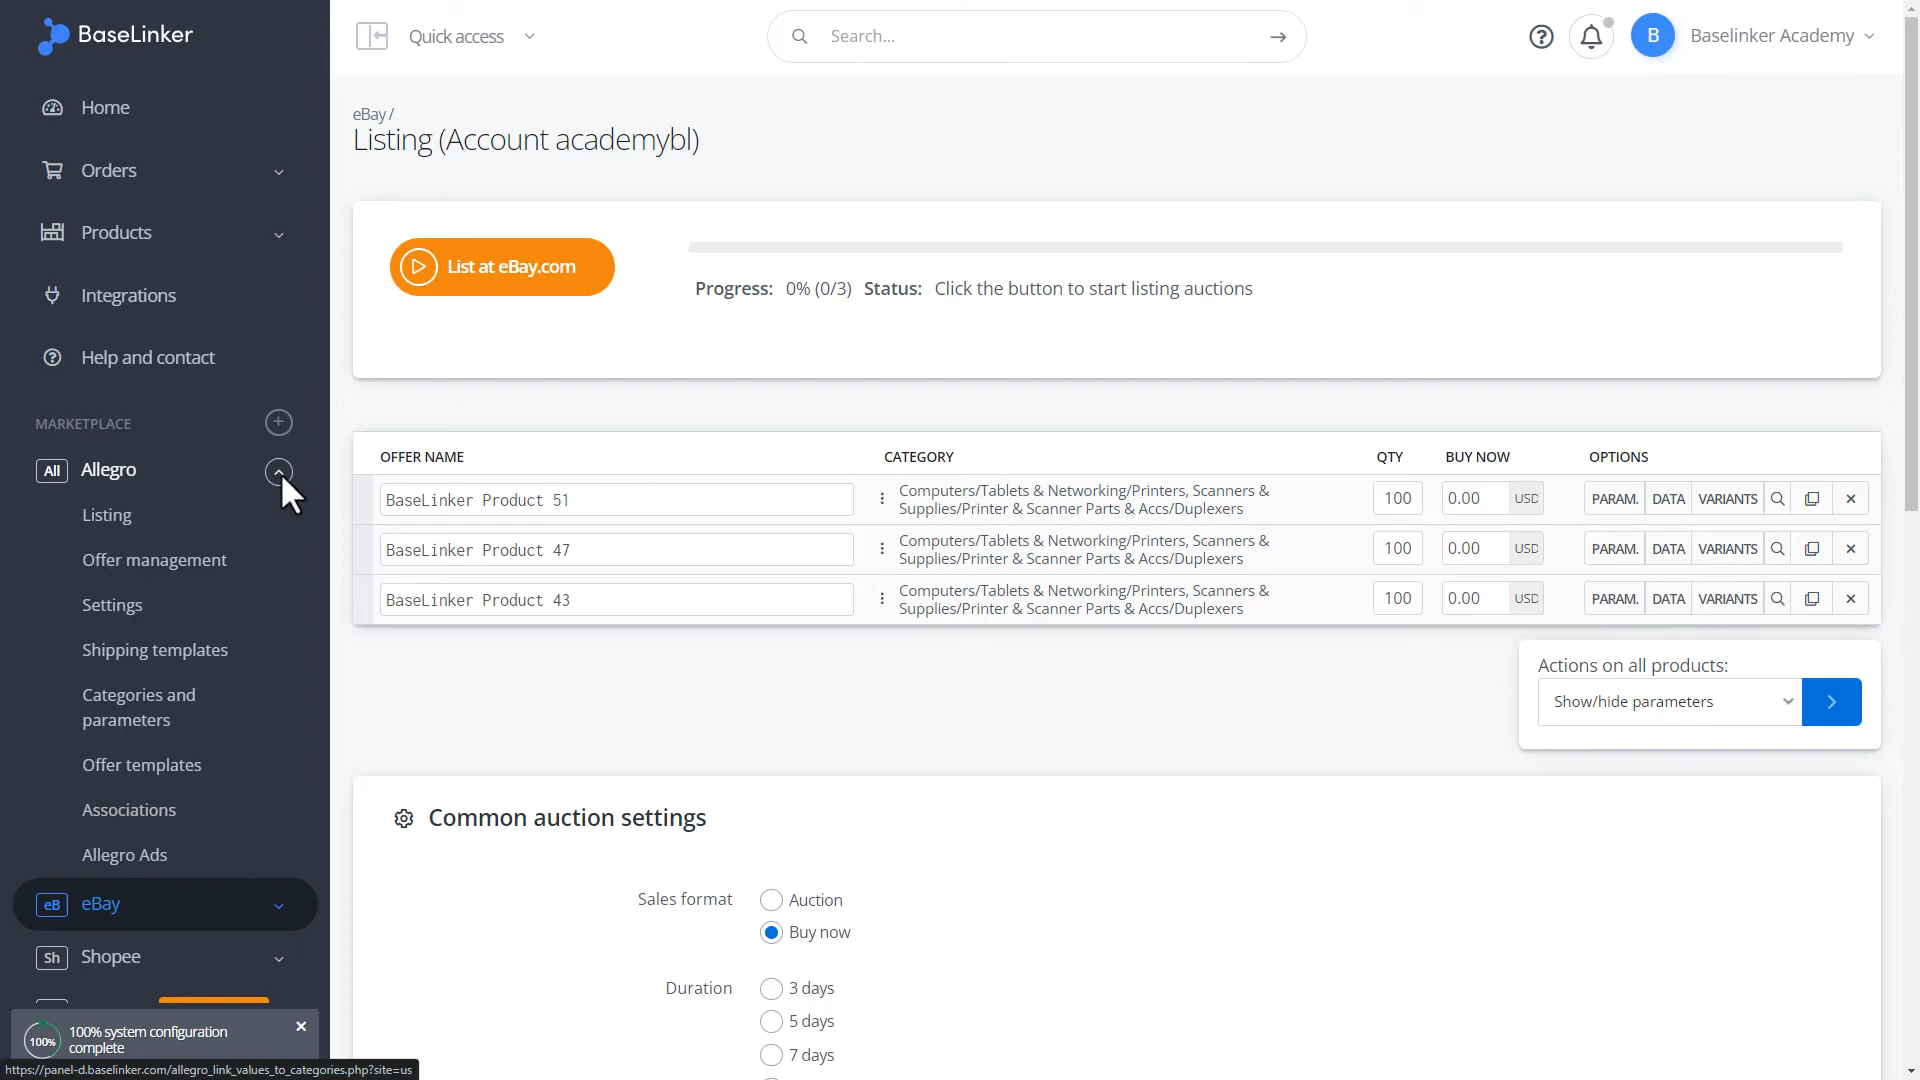 BaseLinker
Quick access
Search...
B
Baselinker Academy
Home
Orders
Products
Integrations
Help and contact
MARKETPLACE
All Allegro
Listing
Offer management
Settings
Shipping templates
Categories and
parameters
Offer templates
Associations
Allegro Ads
eB eBay
Sh Shopee
100%
100% system configuration
complete
https://panel-d.baselinker.com/allegro_link_values_to_categories.php?site=us
eBay /
Listing (Account academybl)
List at eBay.com
Progress: 0% (0/3) Status: Click the button to start listing auctions
OFFER NAME CATEGORY QTY BUY NOW OPTIONS
BaseLinker Product 51
Computers/Tablets & Networking/Printers, Scanners &
Supplies/Printer & Scanner Parts & Accs/Duplexers
100 0.00 USD PARAM. DATA VARIANTS
BaseLinker Product 47
Computers/Tablets & Networking/Printers, Scanners &
Supplies/Printer & Scanner Parts & Accs/Duplexers
100 0.00 USD PARAM. DATA VARIANTS
BaseLinker Product 43
Computers/Tablets & Networking/Printers, Scanners &
Supplies/Printer & Scanner Parts & Accs/Duplexers
100 0.00 USD PARAM. DATA VARIANTS
Actions on all products:
Show/hide parameters
Common auction settings
Sales format
Auction
Buy now
Duration
3 days
5 days
7 days